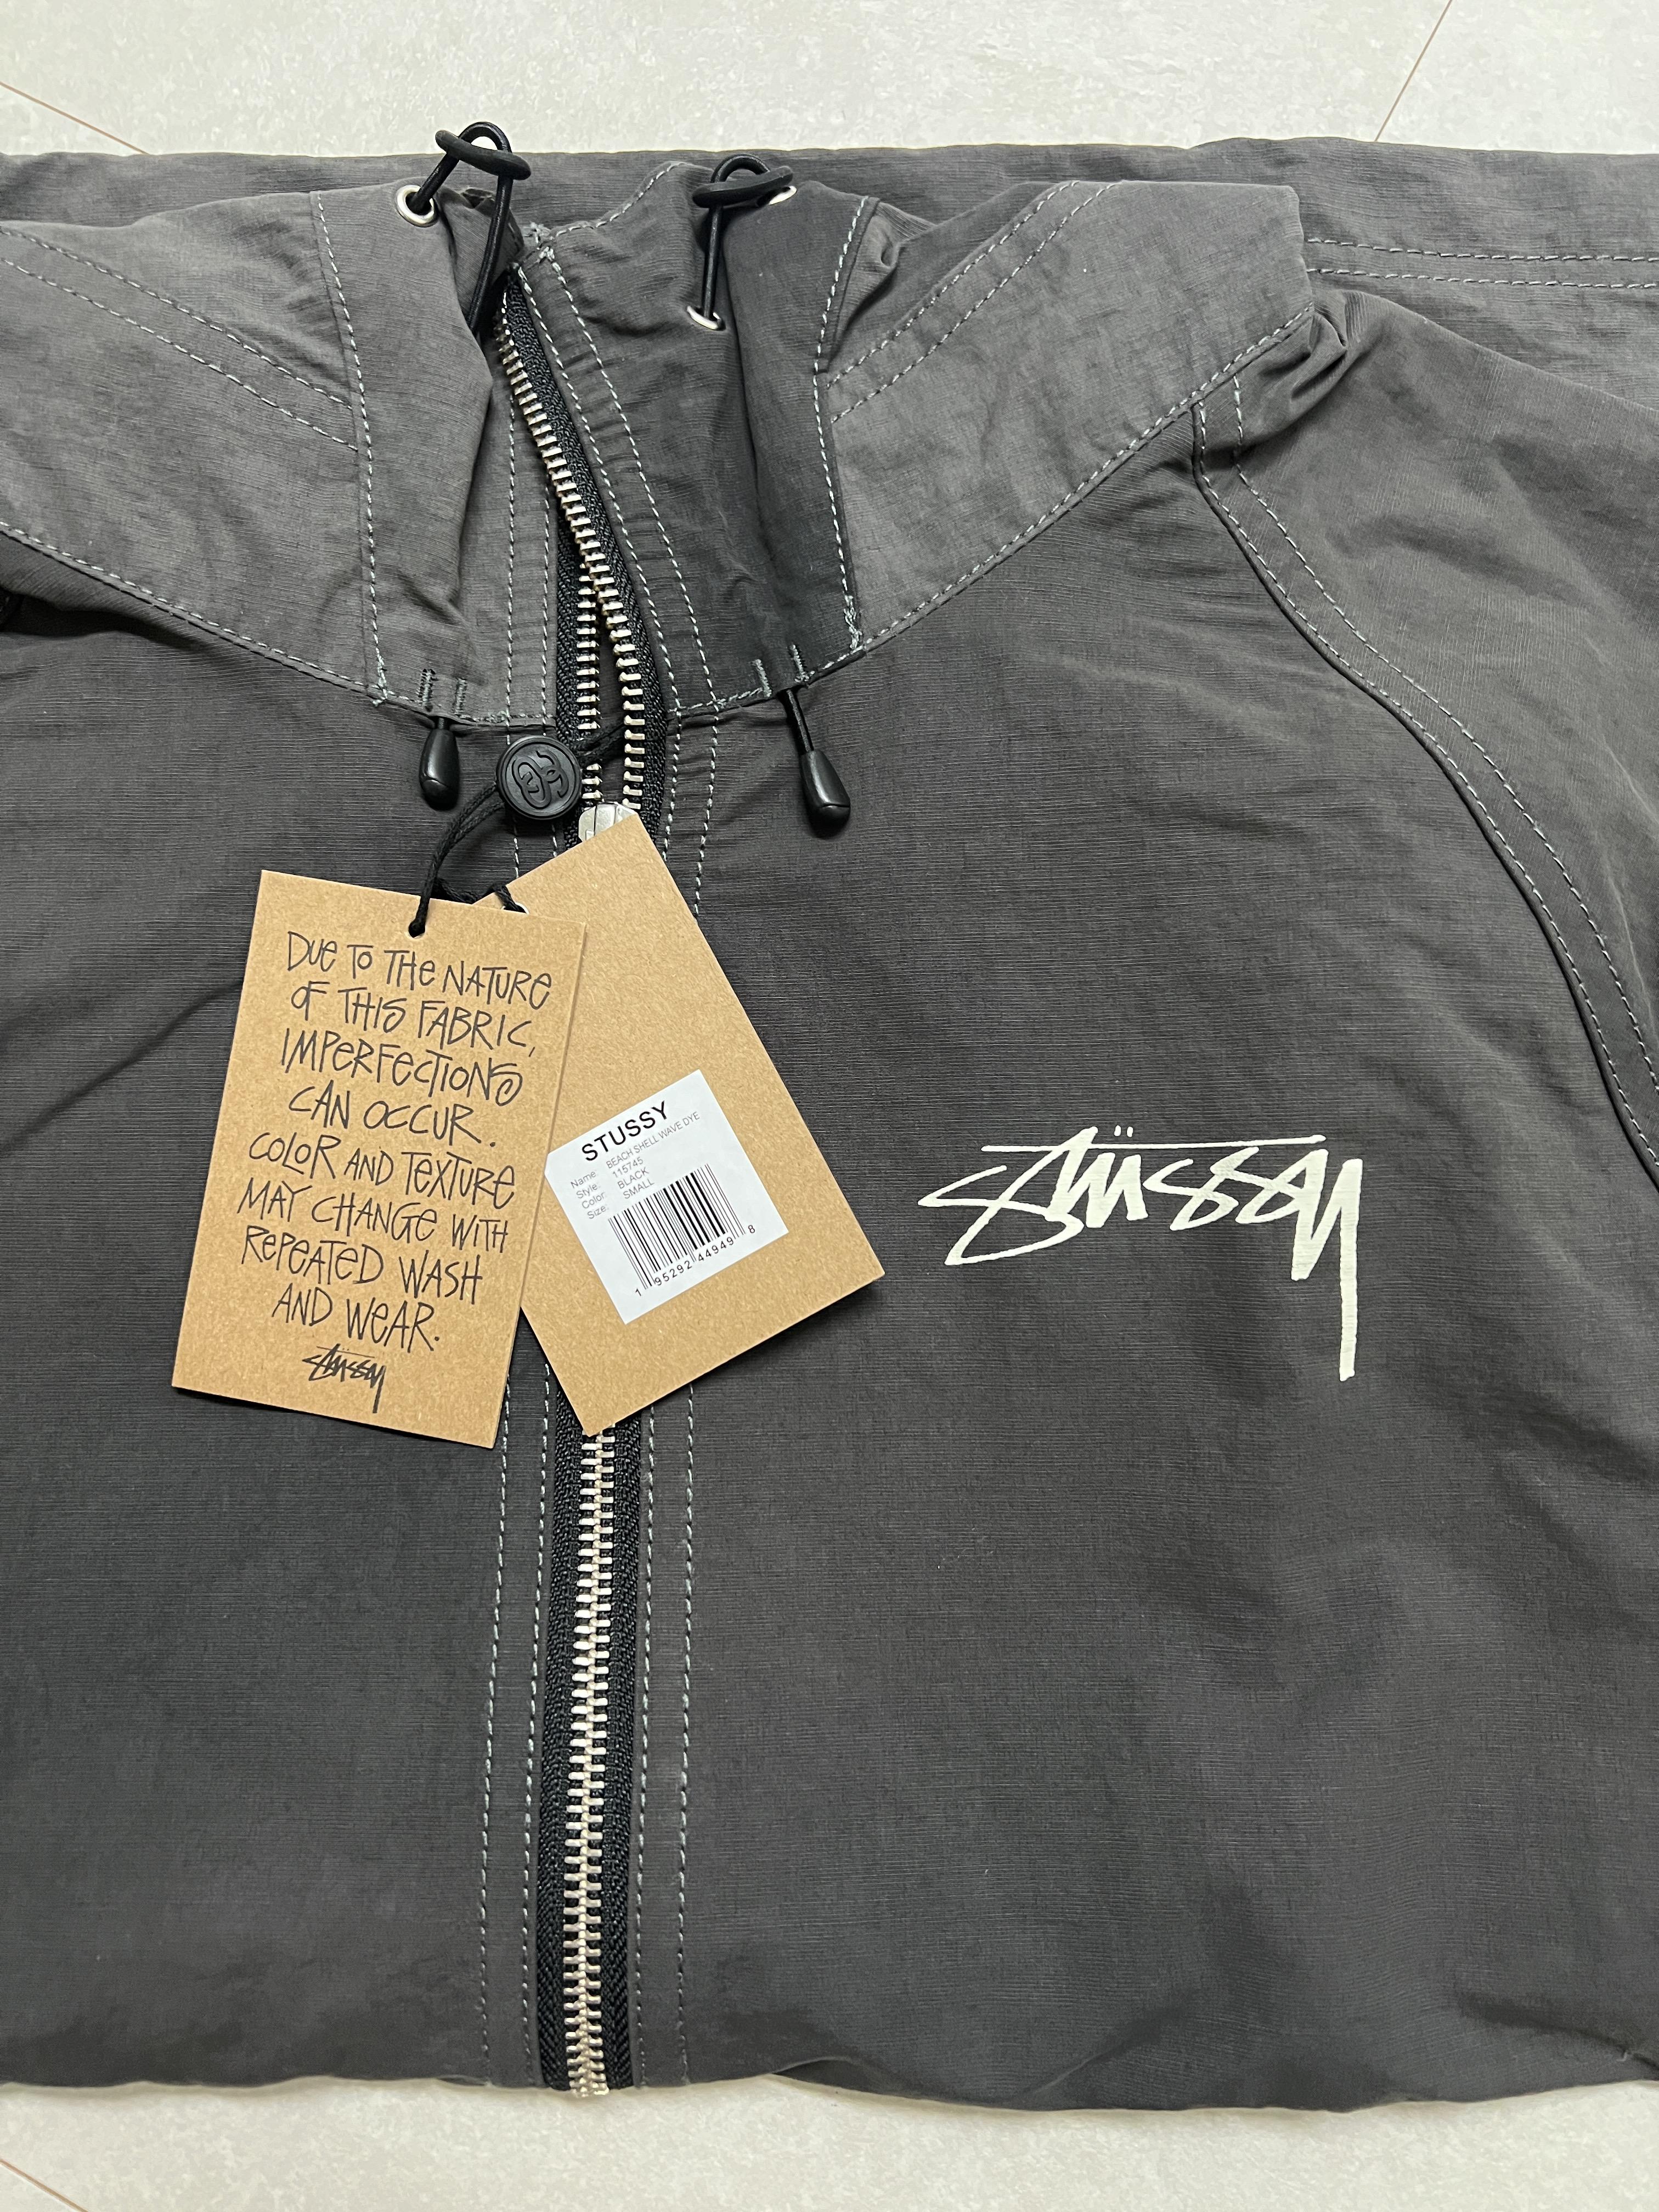 DUE TO THE NATURE
OF THIS FABRIC,
IMPERFECTIONS
CAN OCCUR.
COLOR AND TEXTURE
MAY CHANGE WITH
REPEATED WASH
AND WEAR.
STÜSSY
STUSSY
Name: BEACH SHELL WAVE DYE
Style: 115745
Color: BLACK
Size: SMALL
1 95292 44949 8
STÜSSY